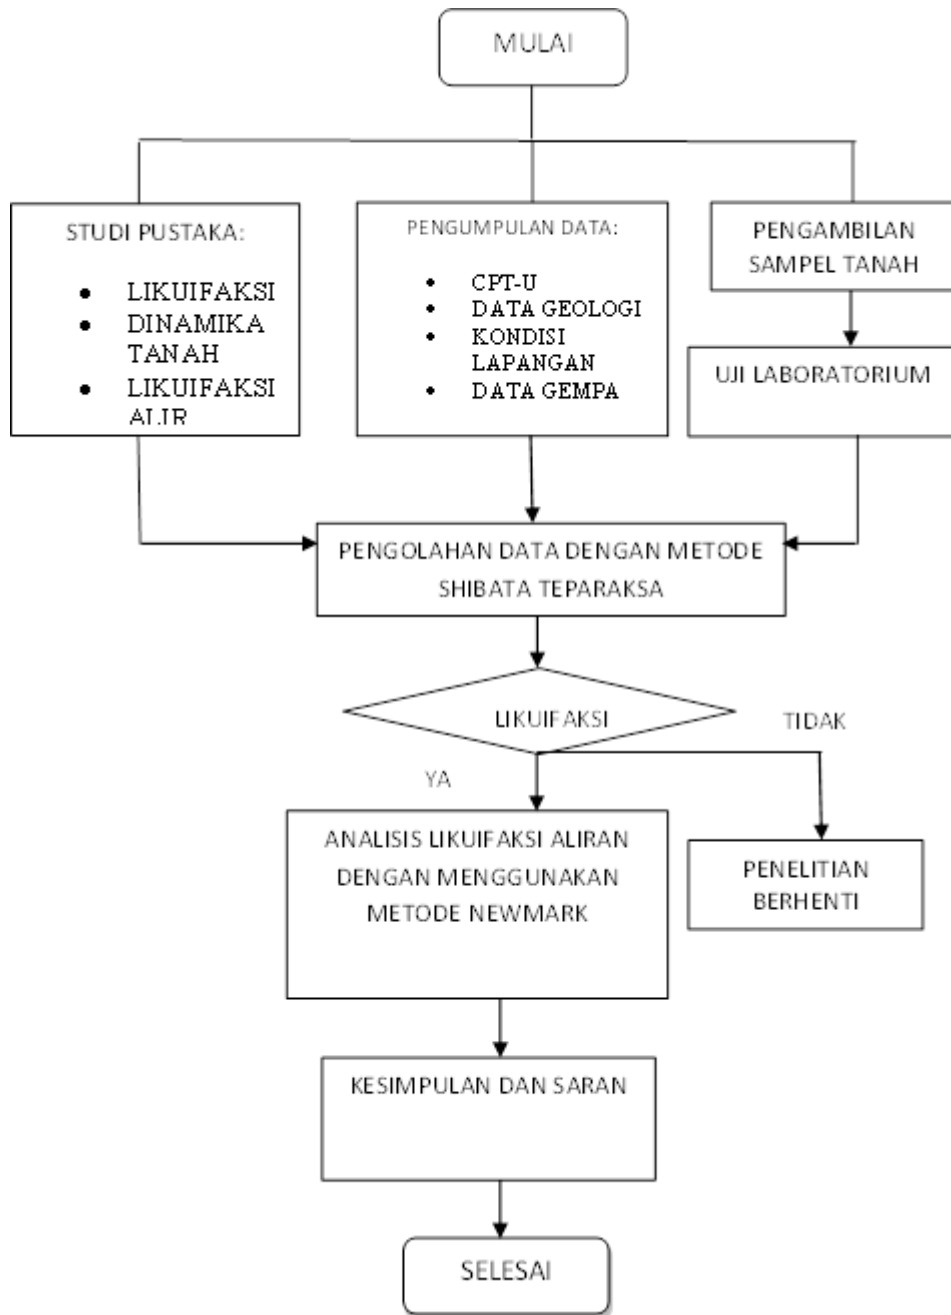 MULAI
STUDI PUSTAKA:
• LIKUIFAKSI
• DINAMIKA
TANAH
• LIKUIFAKSI
ALIR
PENGUMPULAN DATA:
• CPT-U
• DATA GEOLOGI
• KONDISI
LAPANGAN
• DATA GEMPA
PENGAMBILAN
SAMPEL TANAH
UJI LABORATORIUM
PENGOLAHAN DATA DENGAN METODE
SHIBATA TEPARAKSA
LIKUIFAKSI
TIDAK
YA
ANALISIS LIKUIFAKSI ALIRAN
DENGAN MENGGUNAKAN
METODE NEWMARK
PENELITIAN
BERHENTI
KESIMPULAN DAN SARAN
SELESAI